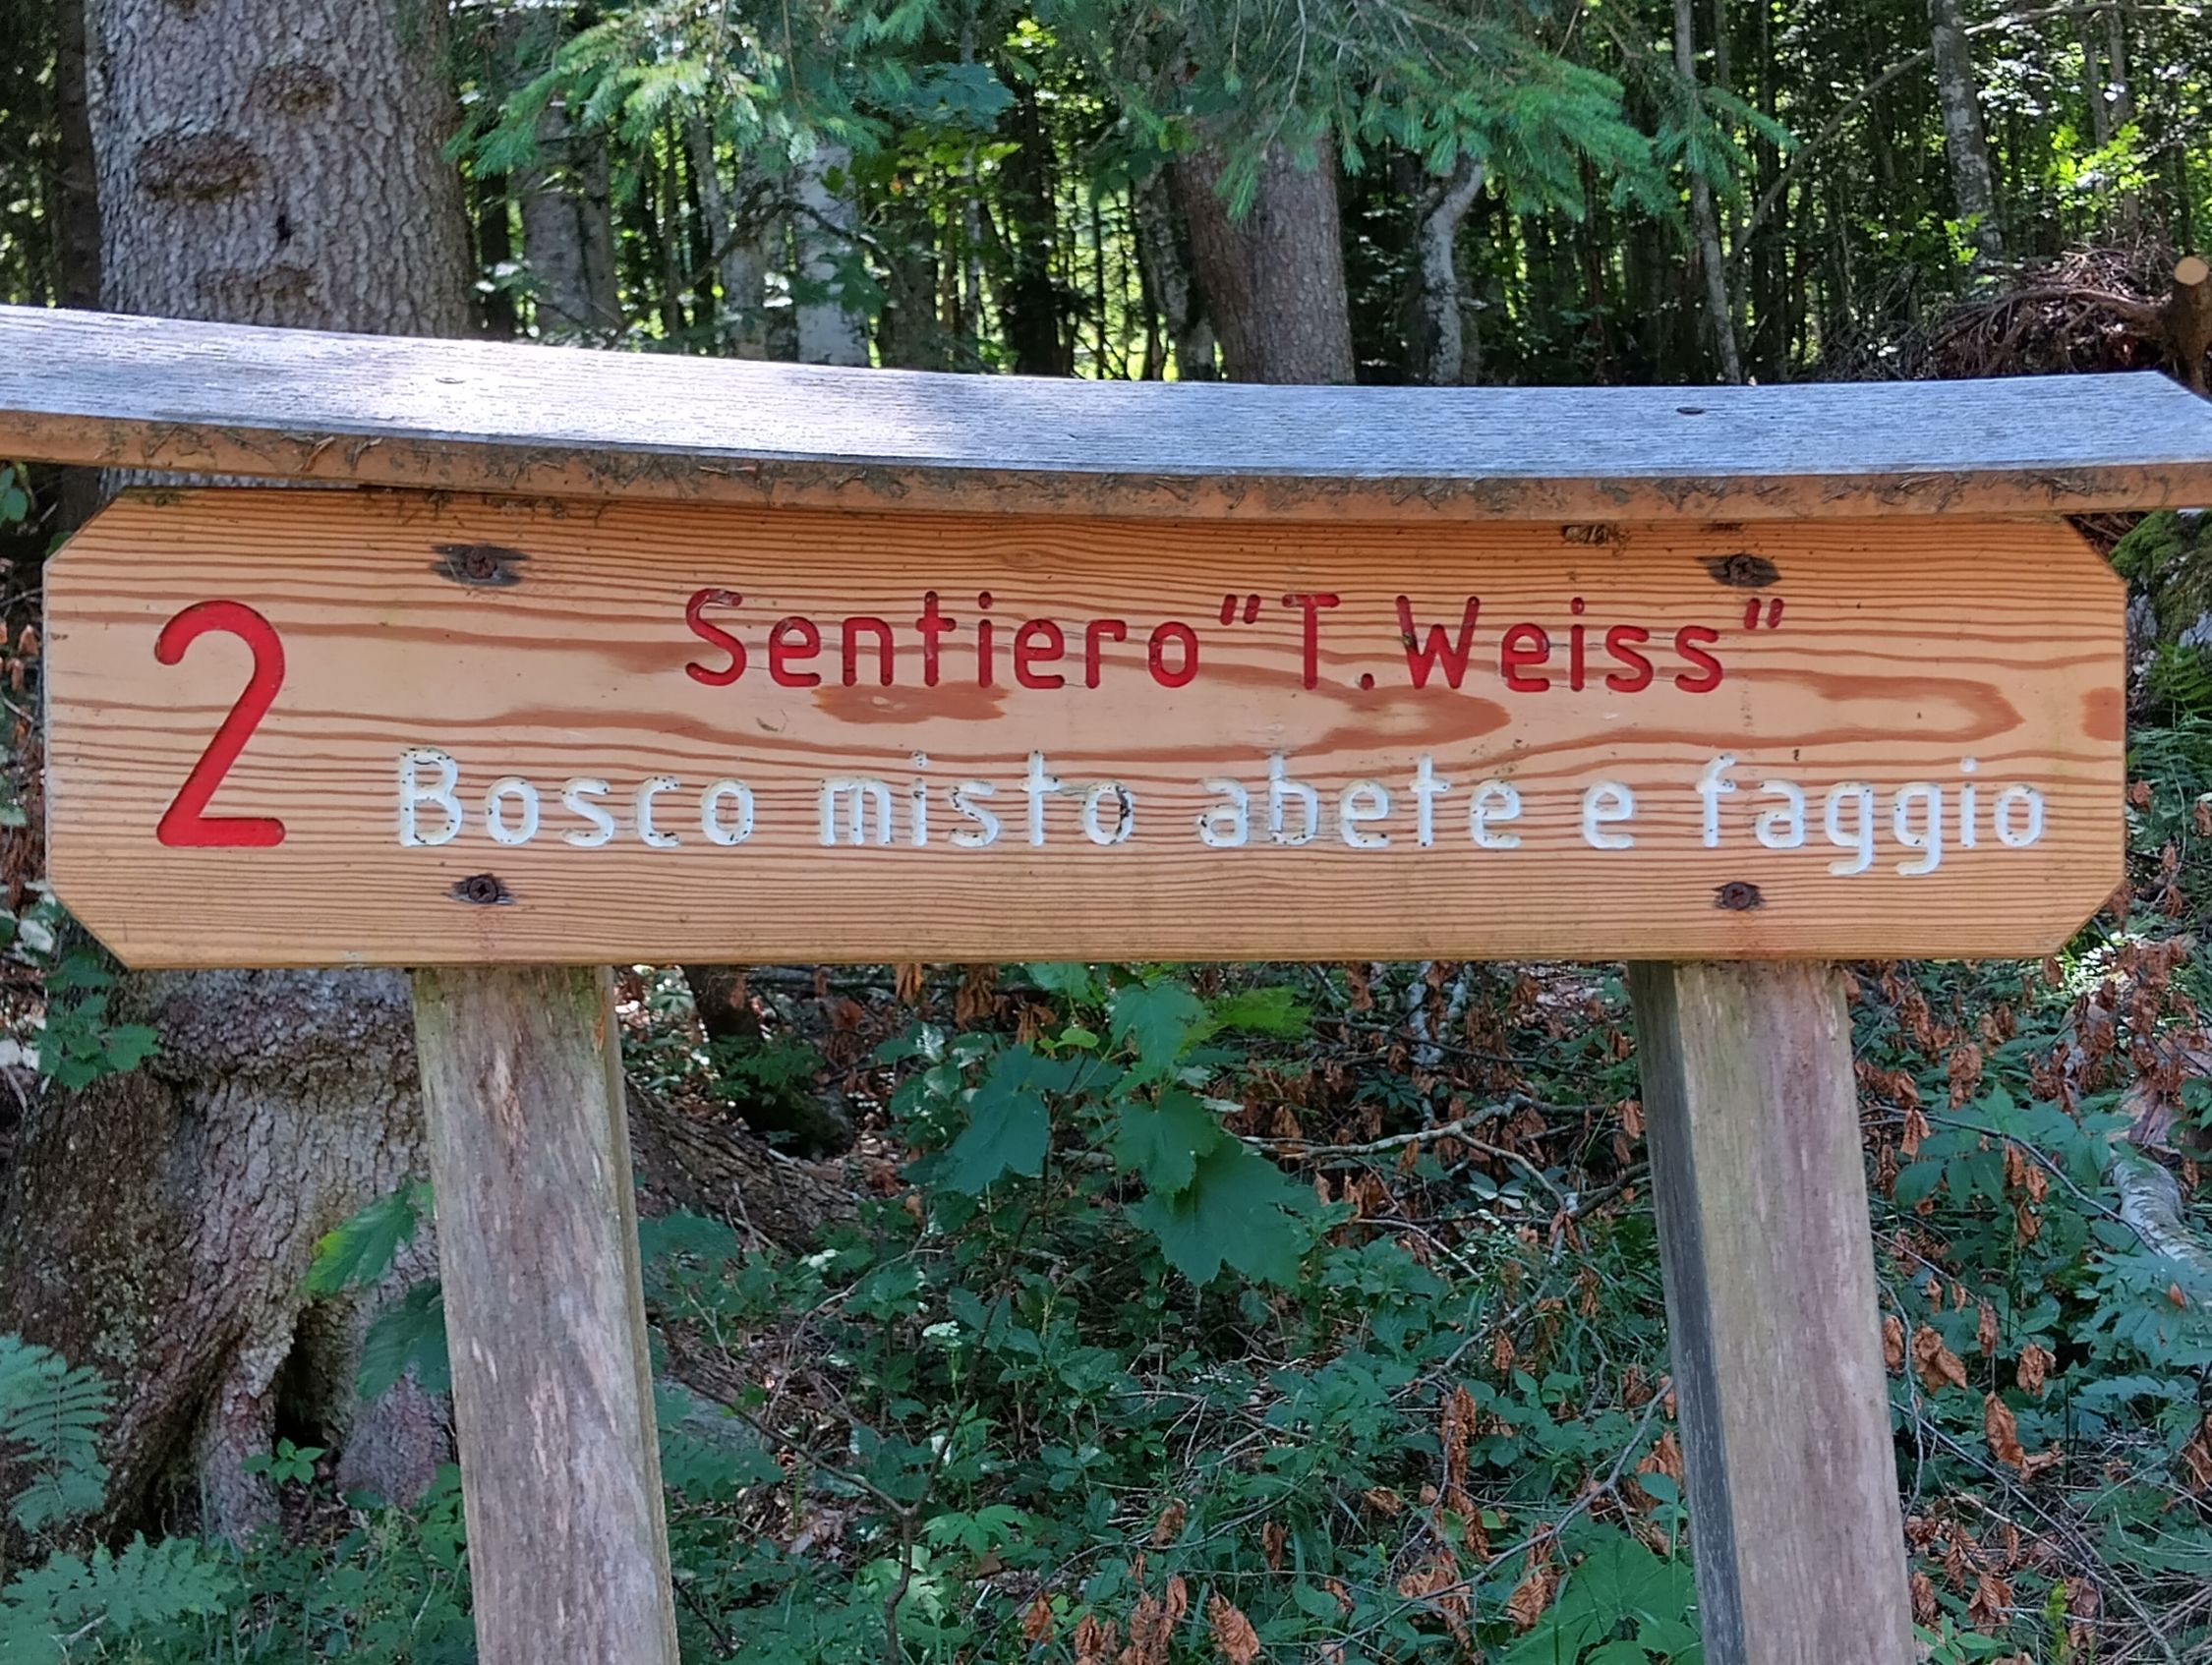 2
Sentiero "T. Weiss"
Bosco misto abete e faggio